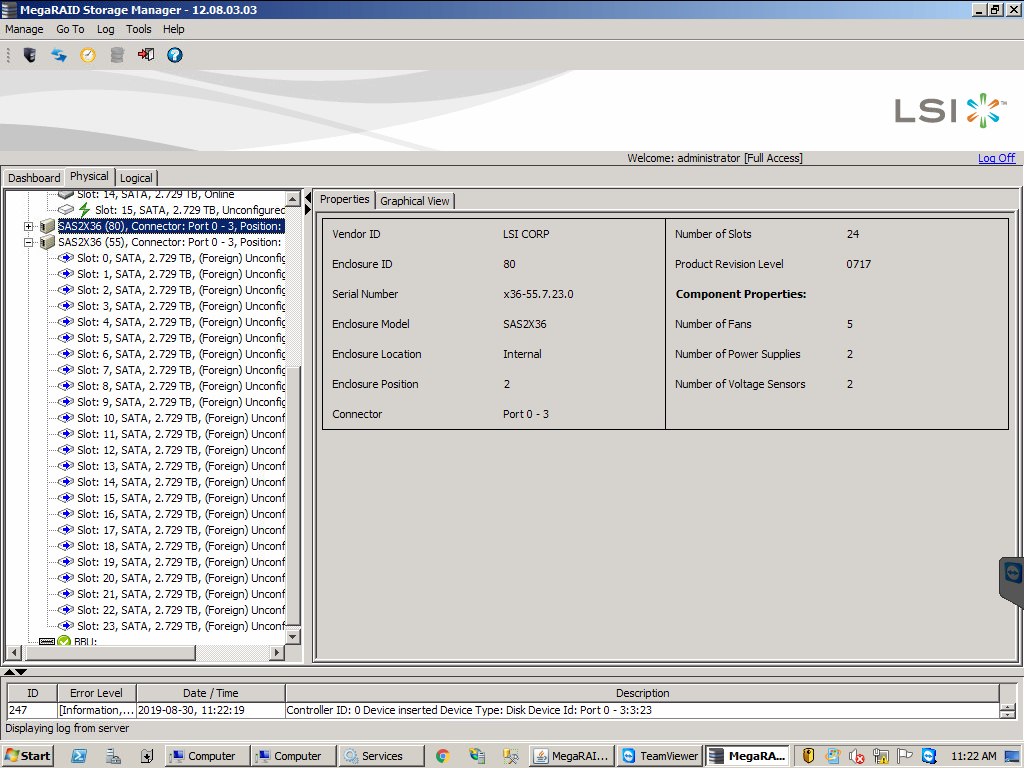 MegaRAID Storage Manager - 12.08.03.03
Manage Go To Log Tools Help
LSI™
Welcome: administrator [Full Access]
Log Off
Dashboard Physical Logical
Slot: 14, SATA, 2.729 TB, Online
Slot: 15, SATA, 2.729 TB, Unconfigured
SAS2X36 (80), Connector: Port 0 - 3, Position:
SAS2X36 (55), Connector: Port 0 - 3, Position:
Slot: 0, SATA, 2.729 TB, (Foreign) Unconfig
Slot: 1, SATA, 2.729 TB, (Foreign) Unconfig
Slot: 2, SATA, 2.729 TB, (Foreign) Unconfig
Slot: 3, SATA, 2.729 TB, (Foreign) Unconfig
Slot: 4, SATA, 2.729 TB, (Foreign) Unconfig
Slot: 5, SATA, 2.729 TB, (Foreign) Unconfig
Slot: 6, SATA, 2.729 TB, (Foreign) Unconfig
Slot: 7, SATA, 2.729 TB, (Foreign) Unconfig
Slot: 8, SATA, 2.729 TB, (Foreign) Unconfig
Slot: 9, SATA, 2.729 TB, (Foreign) Unconfig
Slot: 10, SATA, 2.729 TB, (Foreign) Unconf
Slot: 11, SATA, 2.729 TB, (Foreign) Unconf
Slot: 12, SATA, 2.729 TB, (Foreign) Unconf
Slot: 13, SATA, 2.729 TB, (Foreign) Unconf
Slot: 14, SATA, 2.729 TB, (Foreign) Unconf
Slot: 15, SATA, 2.729 TB, (Foreign) Unconf
Slot: 16, SATA, 2.729 TB, (Foreign) Unconf
Slot: 17, SATA, 2.729 TB, (Foreign) Unconf
Slot: 18, SATA, 2.729 TB, (Foreign) Unconf
Slot: 19, SATA, 2.729 TB, (Foreign) Unconf
Slot: 20, SATA, 2.729 TB, (Foreign) Unconf
Slot: 21, SATA, 2.729 TB, (Foreign) Unconf
Slot: 22, SATA, 2.729 TB, (Foreign) Unconf
Slot: 23, SATA, 2.729 TB, (Foreign) Unconf
BBU:
Properties Graphical View
Vendor ID LSI CORP
Enclosure ID 80
Serial Number x36-55.7.23.0
Enclosure Model SAS2X36
Enclosure Location Internal
Enclosure Position 2
Connector Port 0 - 3
Number of Slots 24
Product Revision Level 0717
Component Properties:
Number of Fans 5
Number of Power Supplies 2
Number of Voltage Sensors 2
ID Error Level Date / Time Description
247 [Information,... 2019-08-30, 11:22:19 Controller ID: 0 Device inserted Device Type: Disk Device Id: Port 0 - 3:3:23
Displaying log from server
Start Computer Computer Services MegaRAI... TeamViewer MegaRA... 11:22 AM